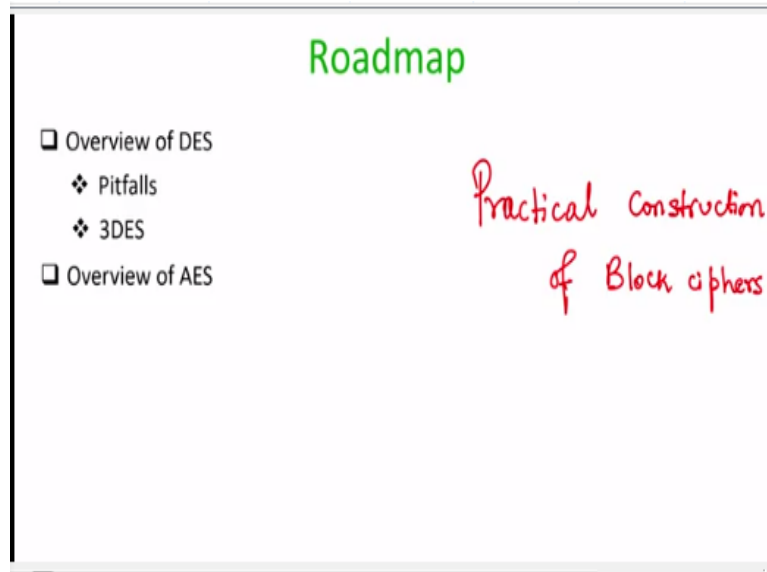 Roadmap
❑ Overview of DES
❖ Pitfalls
❖ 3DES
❑ Overview of AES
Practical Construction
of Block ciphers